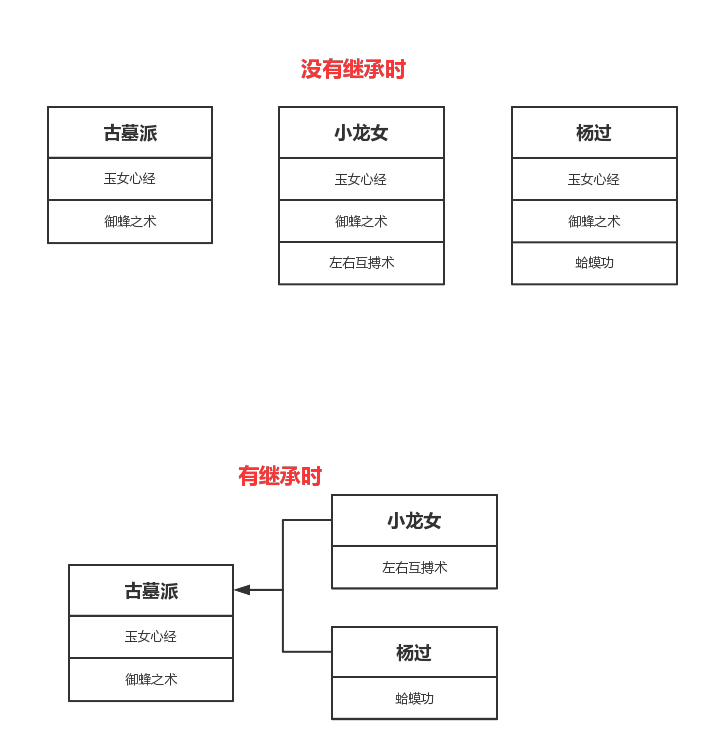 没有继承时
古墓派
玉女心经
御蜂之术
小龙女
玉女心经
御蜂之术
左右互搏术
杨过
玉女心经
御蜂之术
蛤蟆功
有继承时
古墓派
玉女心经
御蜂之术
小龙女
左右互搏术
杨过
蛤蟆功